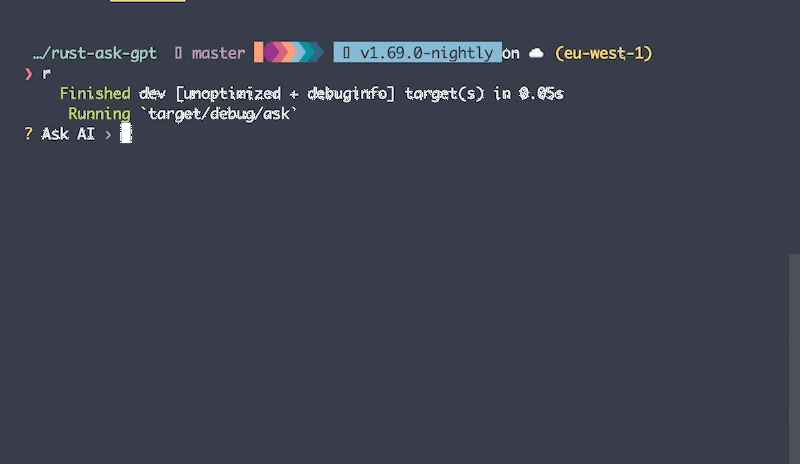 …/rust-ask-gpt master v1.69.0-nightly on (eu-west-1)
❯ r
Finished dev [unoptimized + debuginfo] target(s) in 0.05s
Running `target/debug/ask`
? Ask AI ›